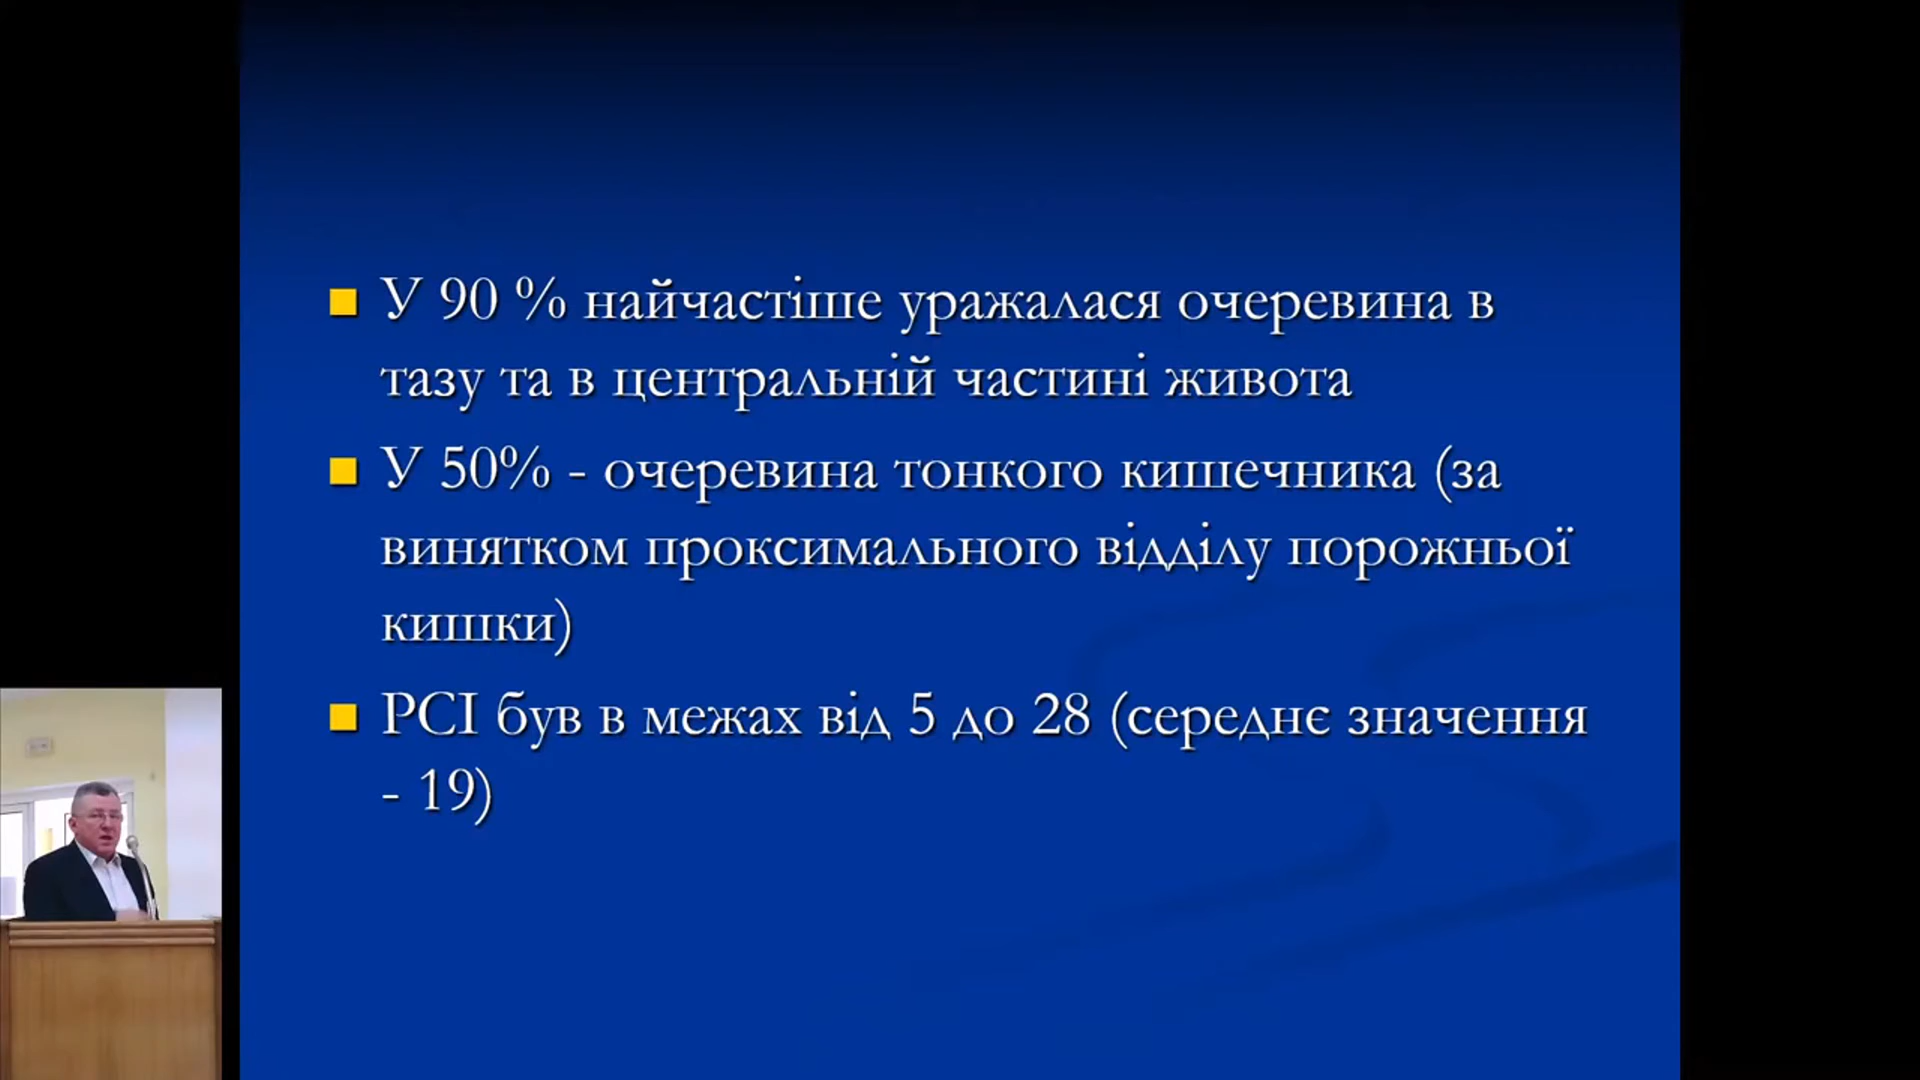 У 90 % найчастіше уражалася очеревина в
тазу та в центральній частині живота
У 50% - очеревина тонкого кишечника (за
винятком проксимального відділу порожньої
кишки)
РСІ був в межах від 5 до 28 (середнє значення
- 19)